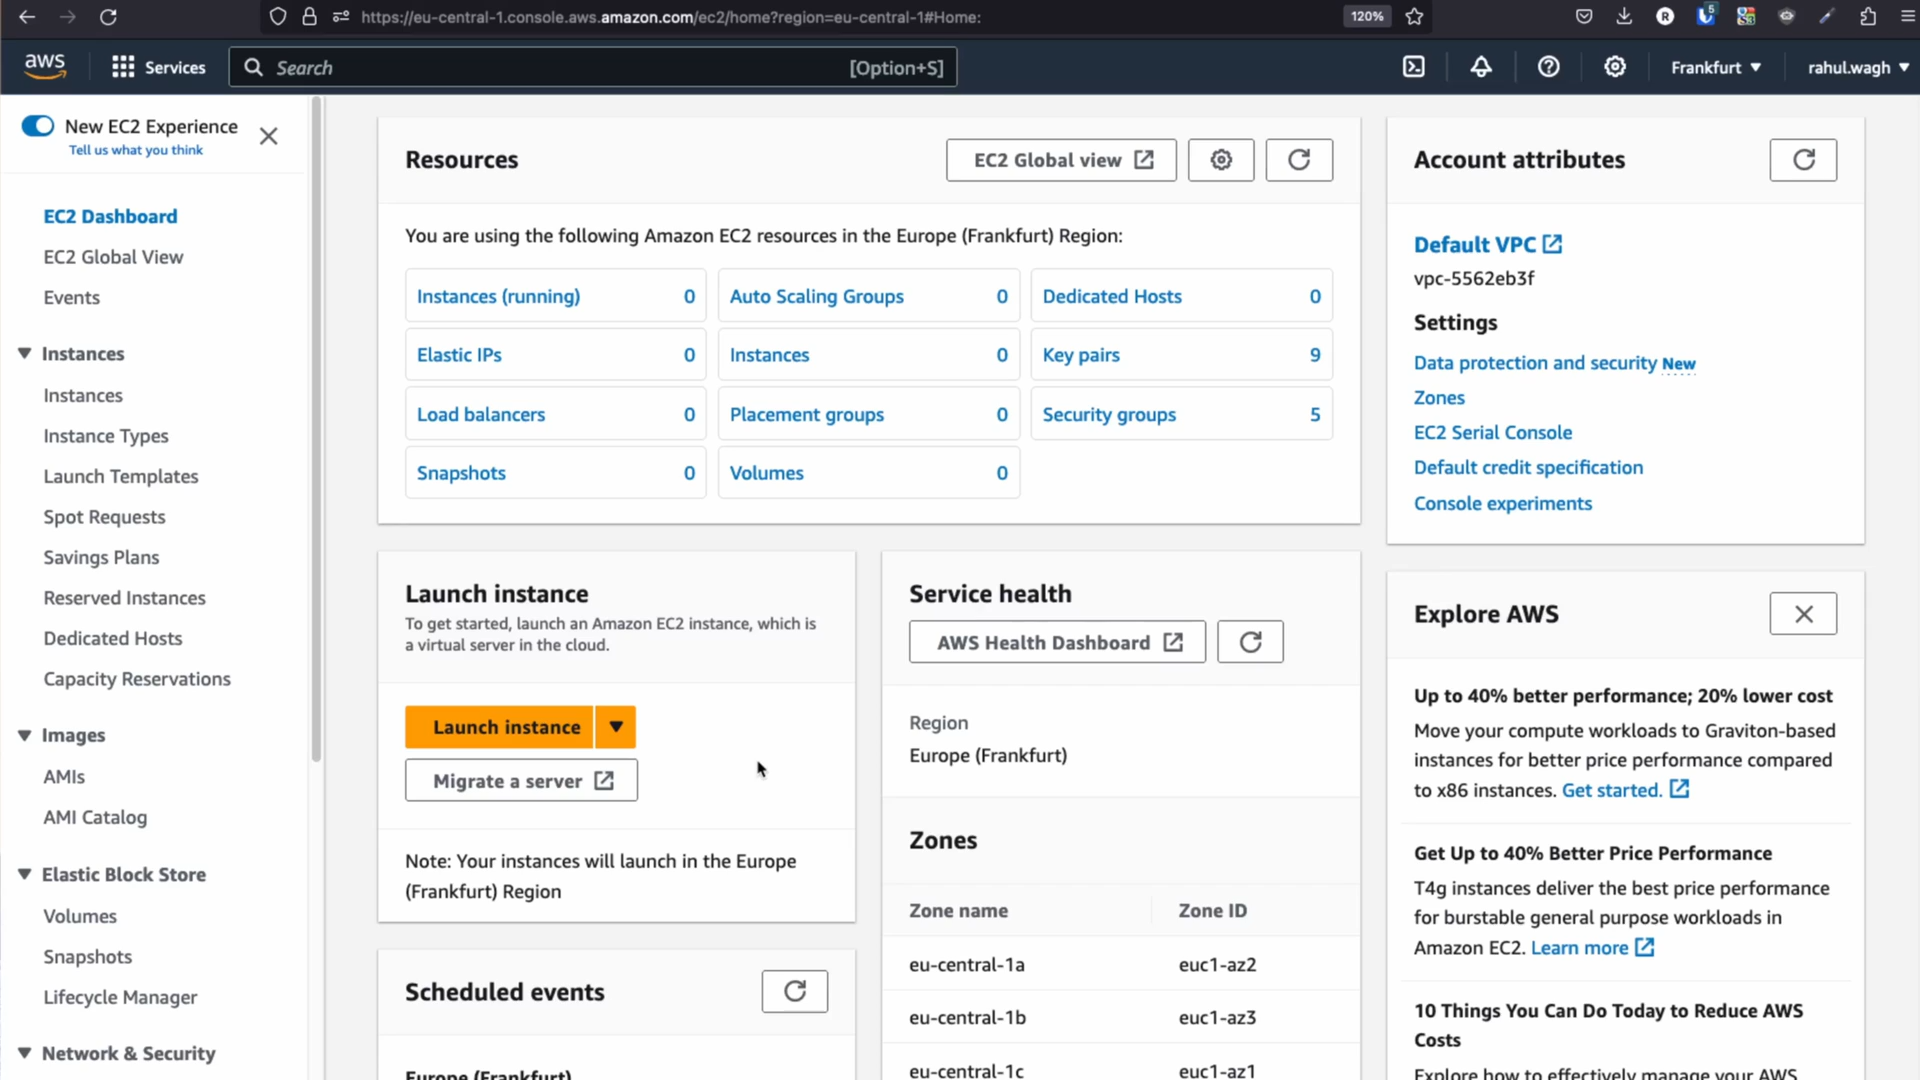 https://eu-central-1.console.aws.amazon.com/ec2/home?region=eu-central-1#Home:
120%
R
5
aws
Services
Search
[Option+S]
Frankfurt
rahul.wagh
New EC2 Experience
Tell us what you think
EC2 Dashboard
EC2 Global View
Events
Instances
Instances
Instance Types
Launch Templates
Spot Requests
Savings Plans
Reserved Instances
Dedicated Hosts
Capacity Reservations
Images
AMIs
AMI Catalog
Elastic Block Store
Volumes
Snapshots
Lifecycle Manager
Network & Security
Resources
EC2 Global view
You are using the following Amazon EC2 resources in the Europe (Frankfurt) Region:
Instances (running) 0
Auto Scaling Groups 0
Dedicated Hosts 0
Elastic IPs 0
Instances 0
Key pairs 9
Load balancers 0
Placement groups 0
Security groups 5
Snapshots 0
Volumes 0
Launch instance
To get started, launch an Amazon EC2 instance, which is
a virtual server in the cloud.
Launch instance
Migrate a server
Note: Your instances will launch in the Europe
(Frankfurt) Region
Scheduled events
Europe (Frankfurt)
Service health
AWS Health Dashboard
Region
Europe (Frankfurt)
Zones
Zone name Zone ID
eu-central-1a euc1-az2
eu-central-1b euc1-az3
eu-central-1c euc1-az1
Account attributes
Default VPC
vpc-5562eb3f
Settings
Data protection and security New
Zones
EC2 Serial Console
Default credit specification
Console experiments
Explore AWS
Up to 40% better performance; 20% lower cost
Move your compute workloads to Graviton-based
instances for better price performance compared
to x86 instances. Get started.
Get Up to 40% Better Price Performance
T4g instances deliver the best price performance
for burstable general purpose workloads in
Amazon EC2. Learn more
10 Things You Can Do Today to Reduce AWS
Costs
Explore how to effectively manage your AWS